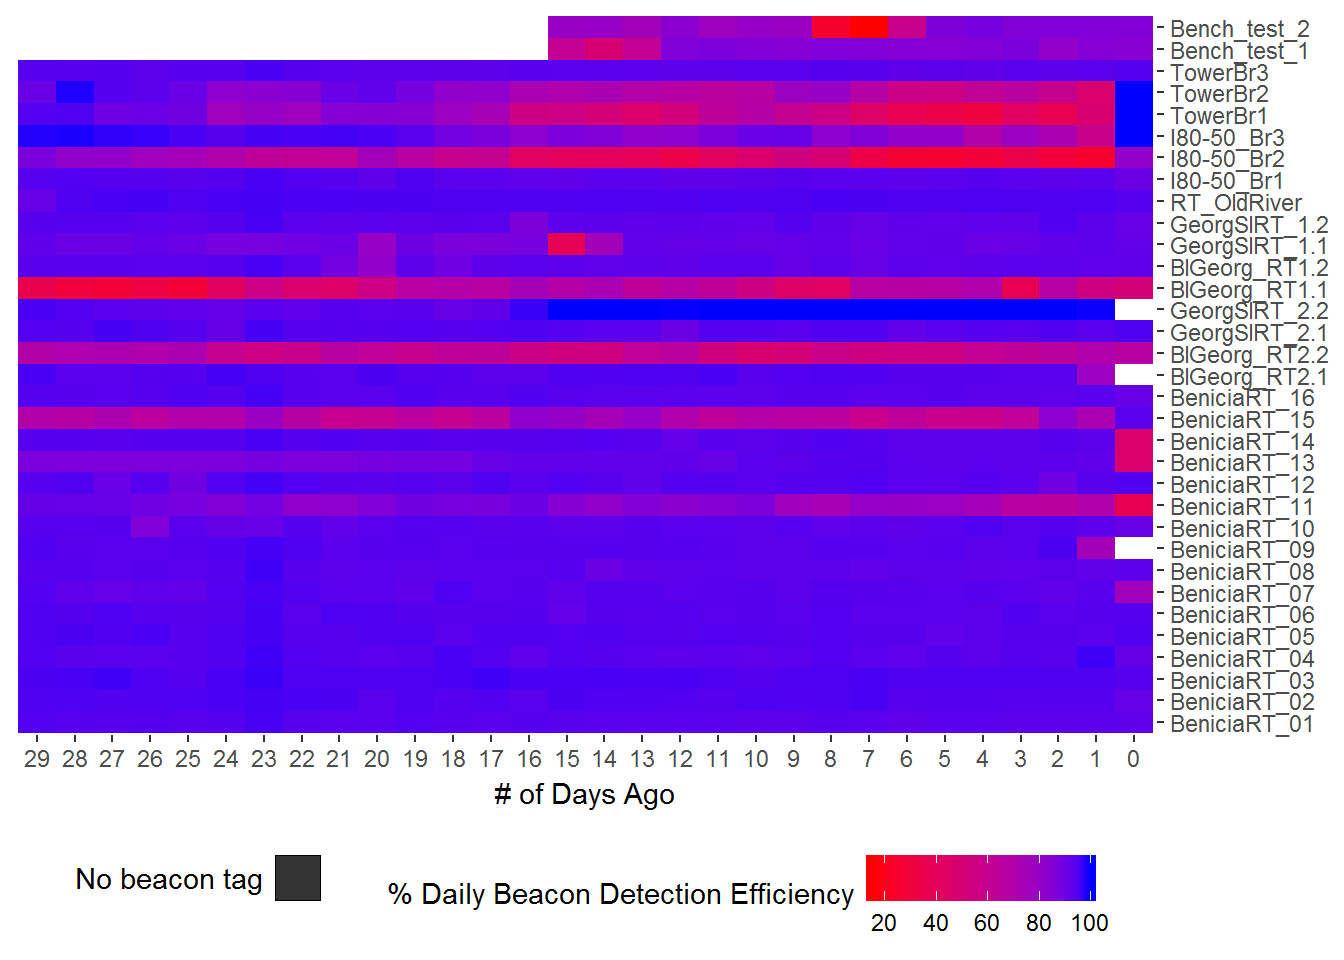 Bench_test_2
Bench_test_1
TowerBr3
TowerBr2
TowerBr1
I80-50_Br3
I80-50_Br2
I80-50_Br1
RT_OldRiver
GeorgSlRT_1.2
GeorgSlRT_1.1
BlGeorg_RT1.2
BlGeorg_RT1.1
GeorgSlRT_2.2
GeorgSlRT_2.1
BlGeorg_RT2.2
BlGeorg_RT2.1
BeniciaRT_16
BeniciaRT_15
BeniciaRT_14
BeniciaRT_13
BeniciaRT_12
BeniciaRT_11
BeniciaRT_10
BeniciaRT_09
BeniciaRT_08
BeniciaRT_07
BeniciaRT_06
BeniciaRT_05
BeniciaRT_04
BeniciaRT_03
BeniciaRT_02
BeniciaRT_01
29 28 27 26 25 24 23 22 21 20 19 18 17 16 15 14 13 12 11 10 9 8 7 6 5 4 3 2 1 0
# of Days Ago
No beacon tag
% Daily Beacon Detection Efficiency
20 40 60 80 100